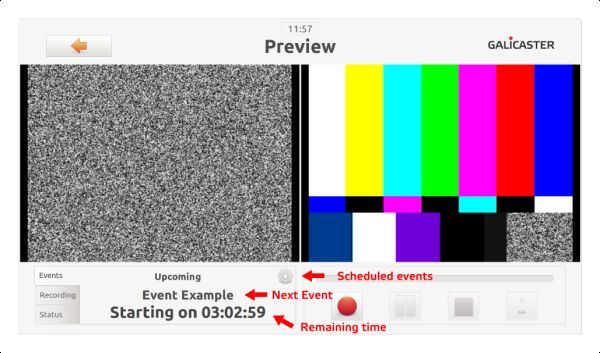 11:57
Preview
GALICASTER
Events
Upcoming
Scheduled events
Recording
Event Example
Next Event
Status
Starting on 03:02:59
Remaining time